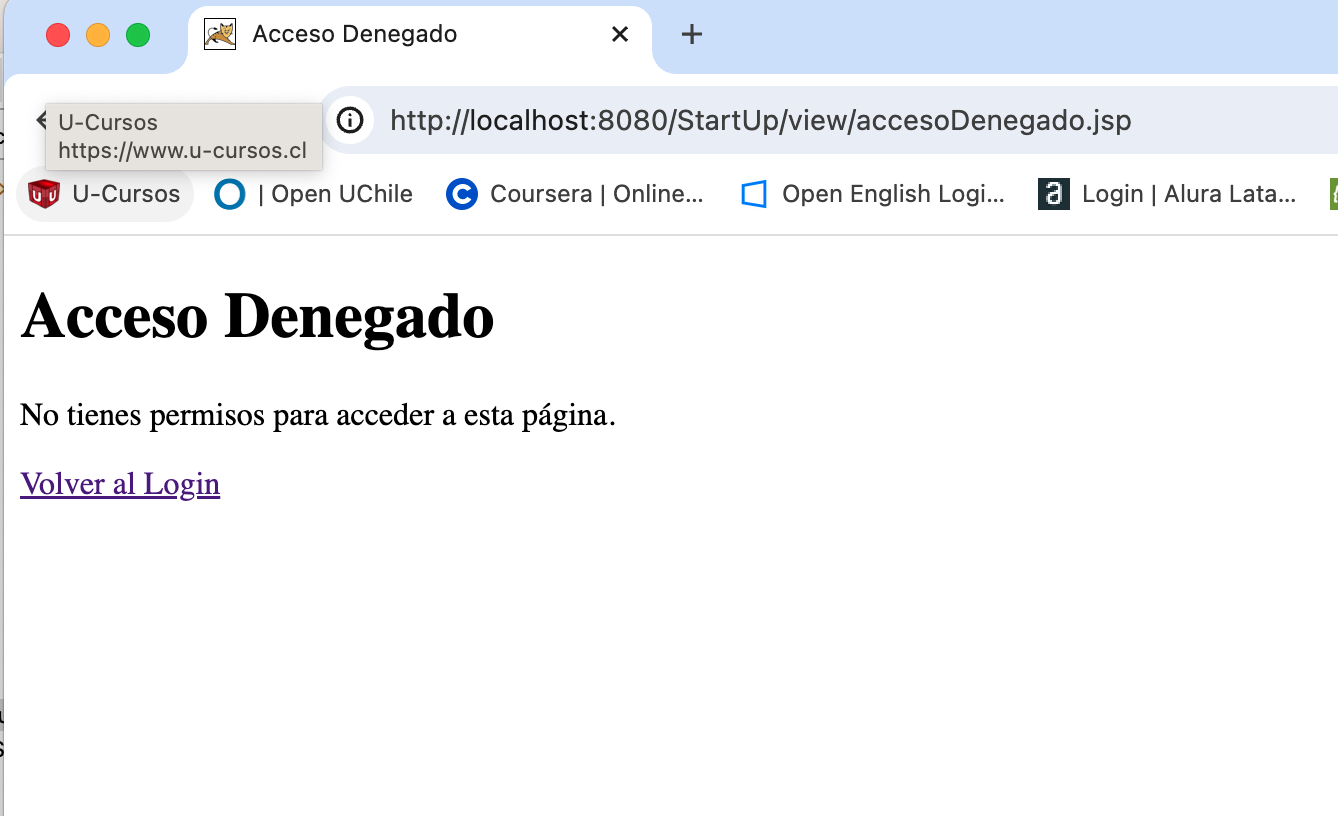 Acceso Denegado
U-Cursos
https://www.u-cursos.cl
http://localhost:8080/StartUp/view/accesoDenegado.jsp
U-Cursos
| Open UChile
Coursera | Online...
Open English Logi...
a
Login | Alura Lata...
Acceso Denegado
No tienes permisos para acceder a esta página.
Volver al Login